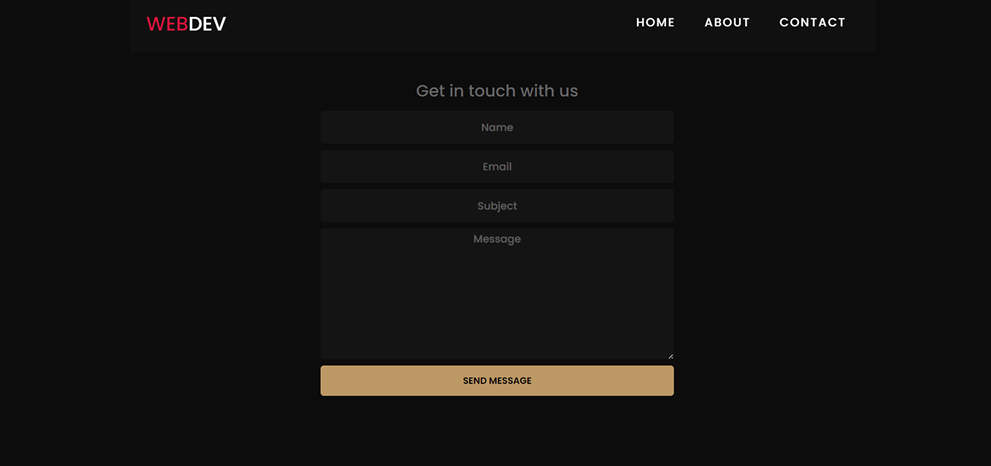 WEBDEV HOME ABOUT CONTACT
Get in touch with us
Name
Email
Subject
Message
SEND MESSAGE